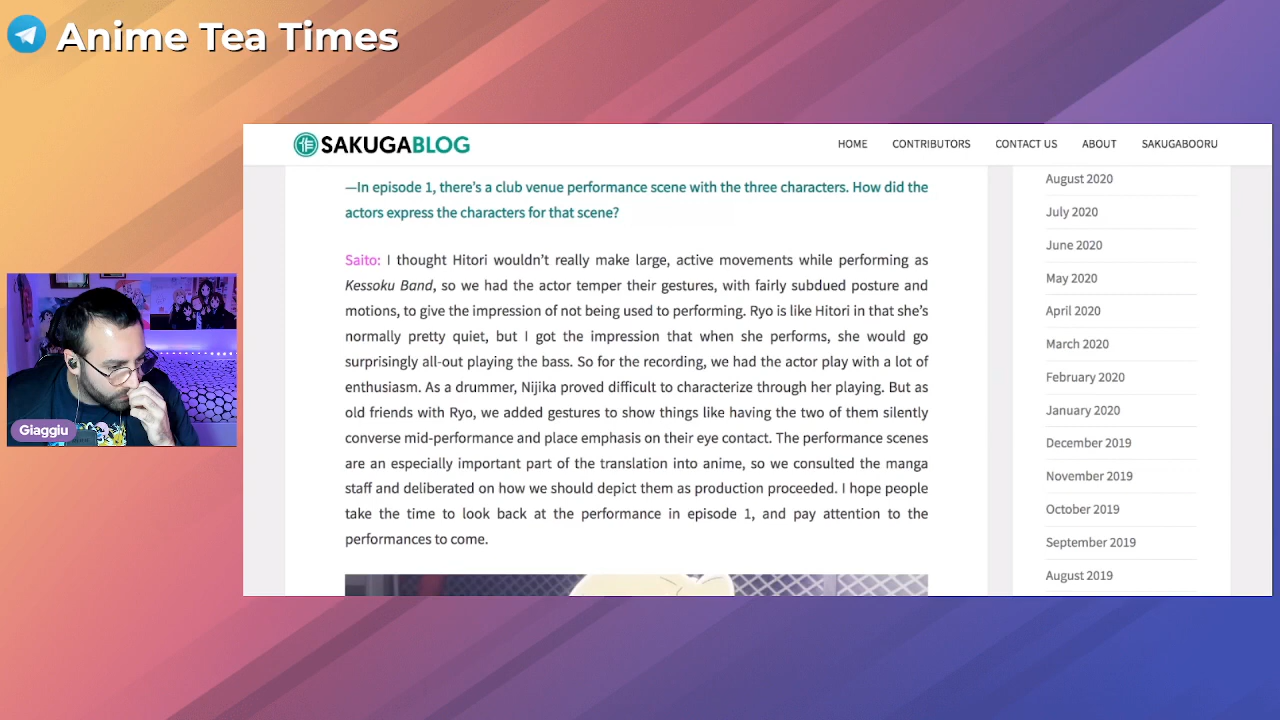 Anime Tea Times
SAKUGABLOG
HOME
CONTRIBUTORS
CONTACT US
ABOUT
SAKUGABOORU
—In episode 1, there's a club venue performance scene with the three characters. How did the
actors express the characters for that scene?
Saito: I thought Hitori wouldn't really make large, active movements while performing as
Kessoku Band, so we had the actor temper their gestures, with fairly subdued posture and
motions, to give the impression of not being used to performing. Ryo is like Hitori in that she's
normally pretty quiet, but I got the impression that when she performs, she would go
surprisingly all-out playing the bass. So for the recording, we had the actor play with a lot of
enthusiasm. As a drummer, Nijika proved difficult to characterize through her playing. But as
old friends with Ryo, we added gestures to show things like having the two of them silently
converse mid-performance and place emphasis on their eye contact. The performance scenes
are an especially important part of the translation into anime, so we consulted the manga
staff and deliberated on how we should depict them as production proceeded. I hope people
take the time to look back at the performance in episode 1, and pay attention to the
performances to come.
August 2020
July 2020
June 2020
May 2020
April 2020
March 2020
February 2020
January 2020
December 2019
November 2019
October 2019
September 2019
August 2019
Giaggiu